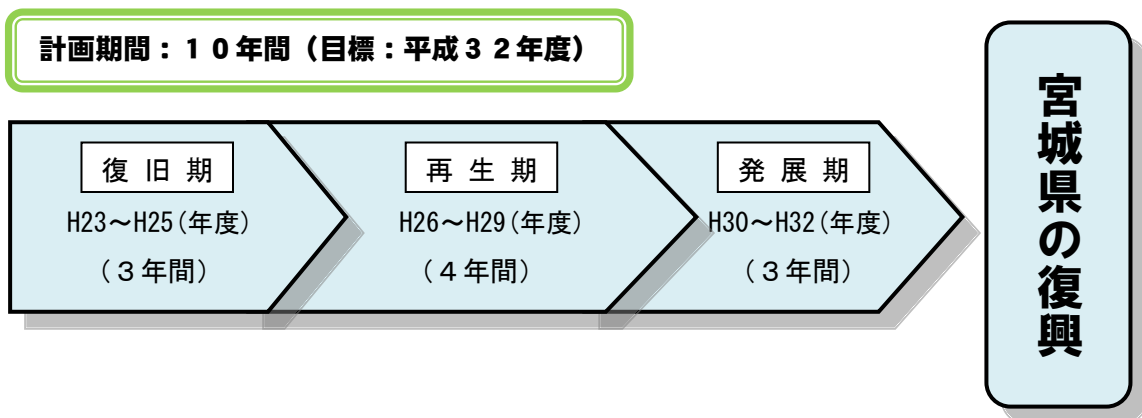 計画期間：１０年間（目標：平成３２年度）
復旧期
H23～H25(年度)
（３年間）
再生期
H26～H29(年度)
（４年間）
発展期
H30～H32(年度)
（３年間）
宮城県の復興